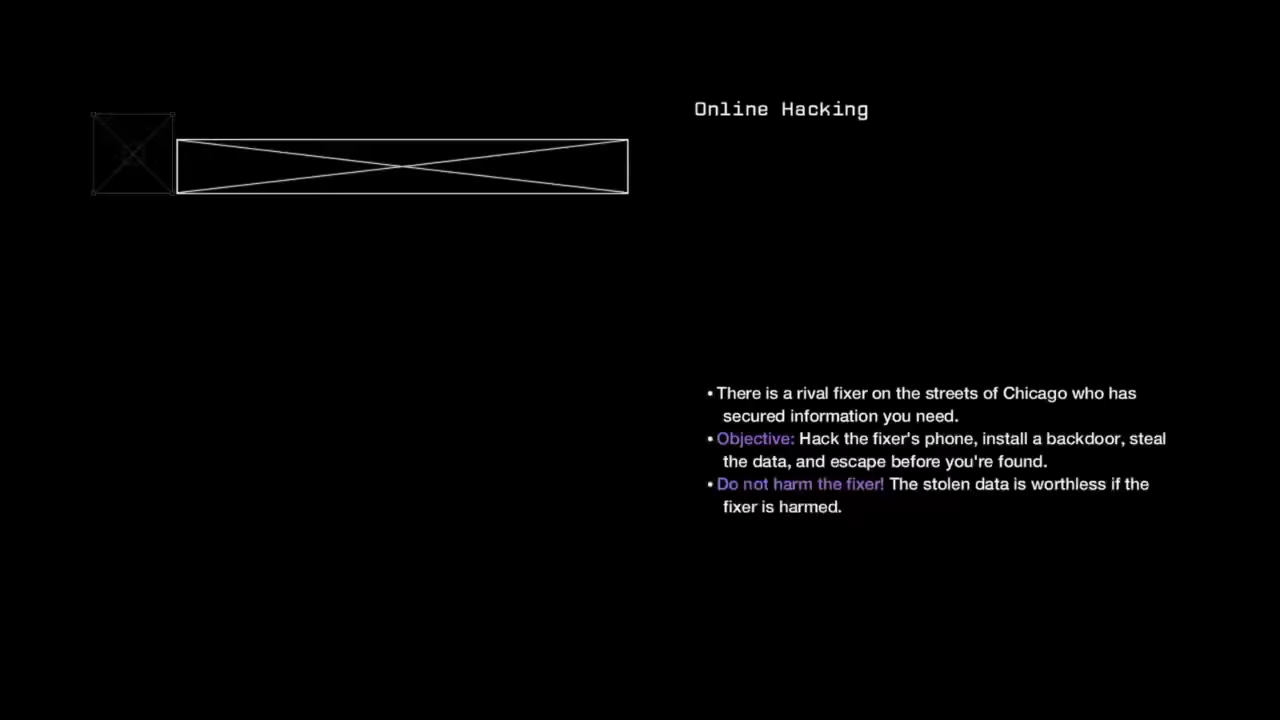 Online Hacking
• There is a rival fixer on the streets of Chicago who has
secured information you need.
• Objective: Hack the fixer's phone, install a backdoor, steal
the data, and escape before you're found.
• Do not harm the fixer! The stolen data is worthless if the
fixer is harmed.